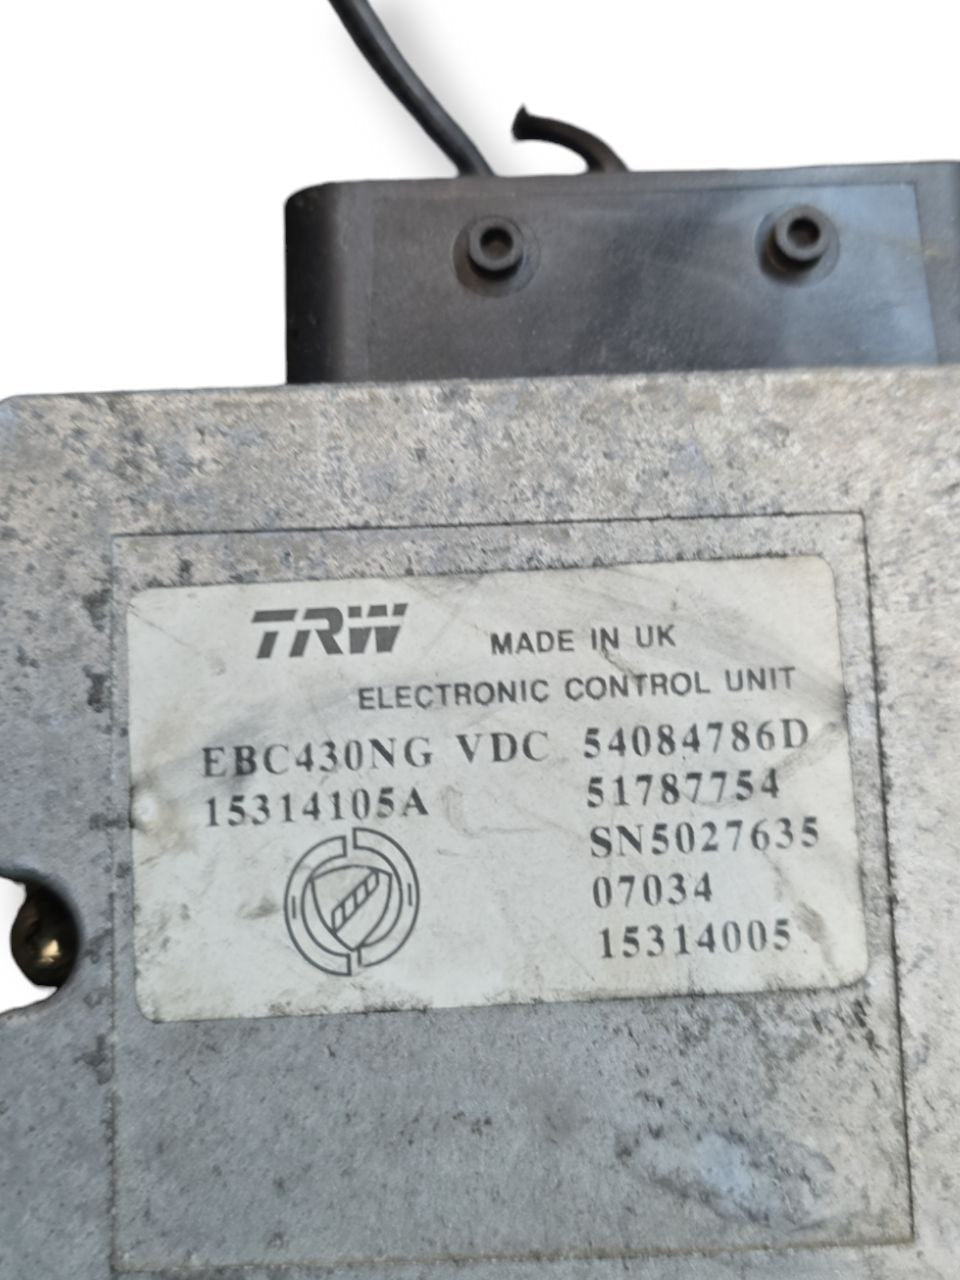 TRW MADE IN UK
ELECTRONIC CONTROL UNIT
EBC430NG VDC 54084786D
15314105A 51787754
SN5027635
07034
15314005